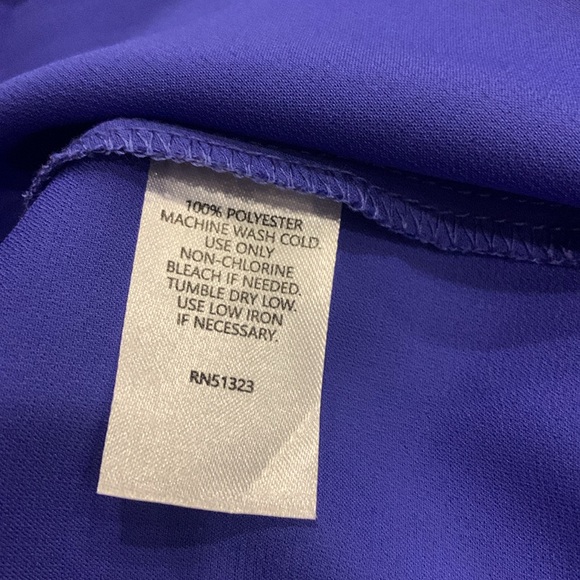 100% POLYESTER
MACHINE WASH COLD.
USE ONLY
NON-CHLORINE
BLEACH IF NEEDED.
TUMBLE DRY LOW.
USE LOW IRON
IF NECESSARY.
RN51323